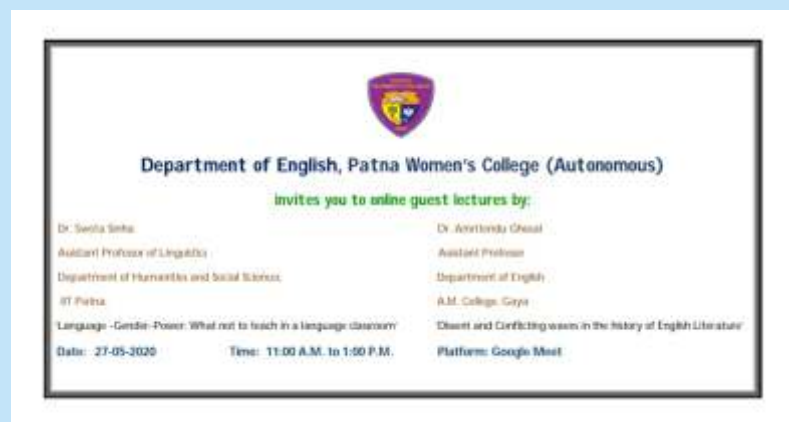 Department of English, Patna Women's College (Autonomous)
invites you to online guest lectures by:
Dr. Sweta Sinha
Assistant Professor of Linguistics
Department of Humanities and Social Sciences
IIT Patna
'Language -Gender-Power: What not to teach in a language classroom'
Dr. Amritendu Ghosal
Assistant Professor
Department of English
A.M. College, Gaya
'Dissent and Conflicting waves in the history of English Literature'
Date: 27-05-2020 Time: 11:00 A.M. to 1:00 P.M. Platform: Google Meet